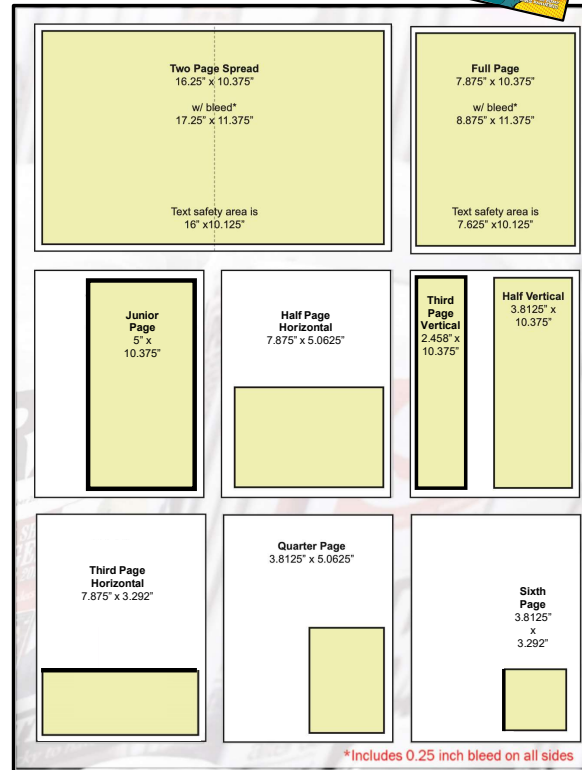 Two Page Spread
16.25” x 10.375”
w/ bleed*
17.25” x 11.375”
Text safety area is
16” x10.125”
Full Page
7.875” x 10.375”
w/ bleed*
8.875” x 11.375”
Text safety area is
7.625” x10.125”
Junior
Page
5” x
10.375”
Half Page
Horizontal
7.875” x 5.0625”
Third
Page
Vertical
2.458” x
10.375”
Half Vertical
3.8125” x
10.375”
Third Page
Horizontal
7.875” x 3.292”
Quarter Page
3.8125” x 5.0625”
Sixth
Page
3.8125”
x
3.292”
*Includes 0.25 inch bleed on all sides